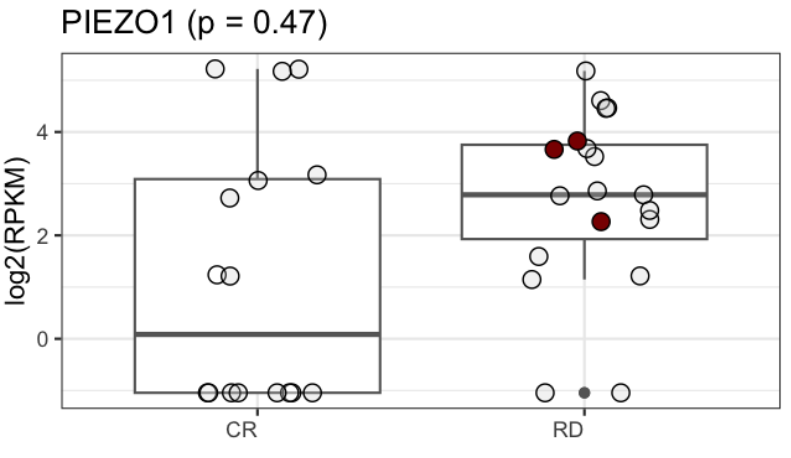 PIEZO1 (p = 0.47)
log2(RPKM)
4
2
0
CR
RD